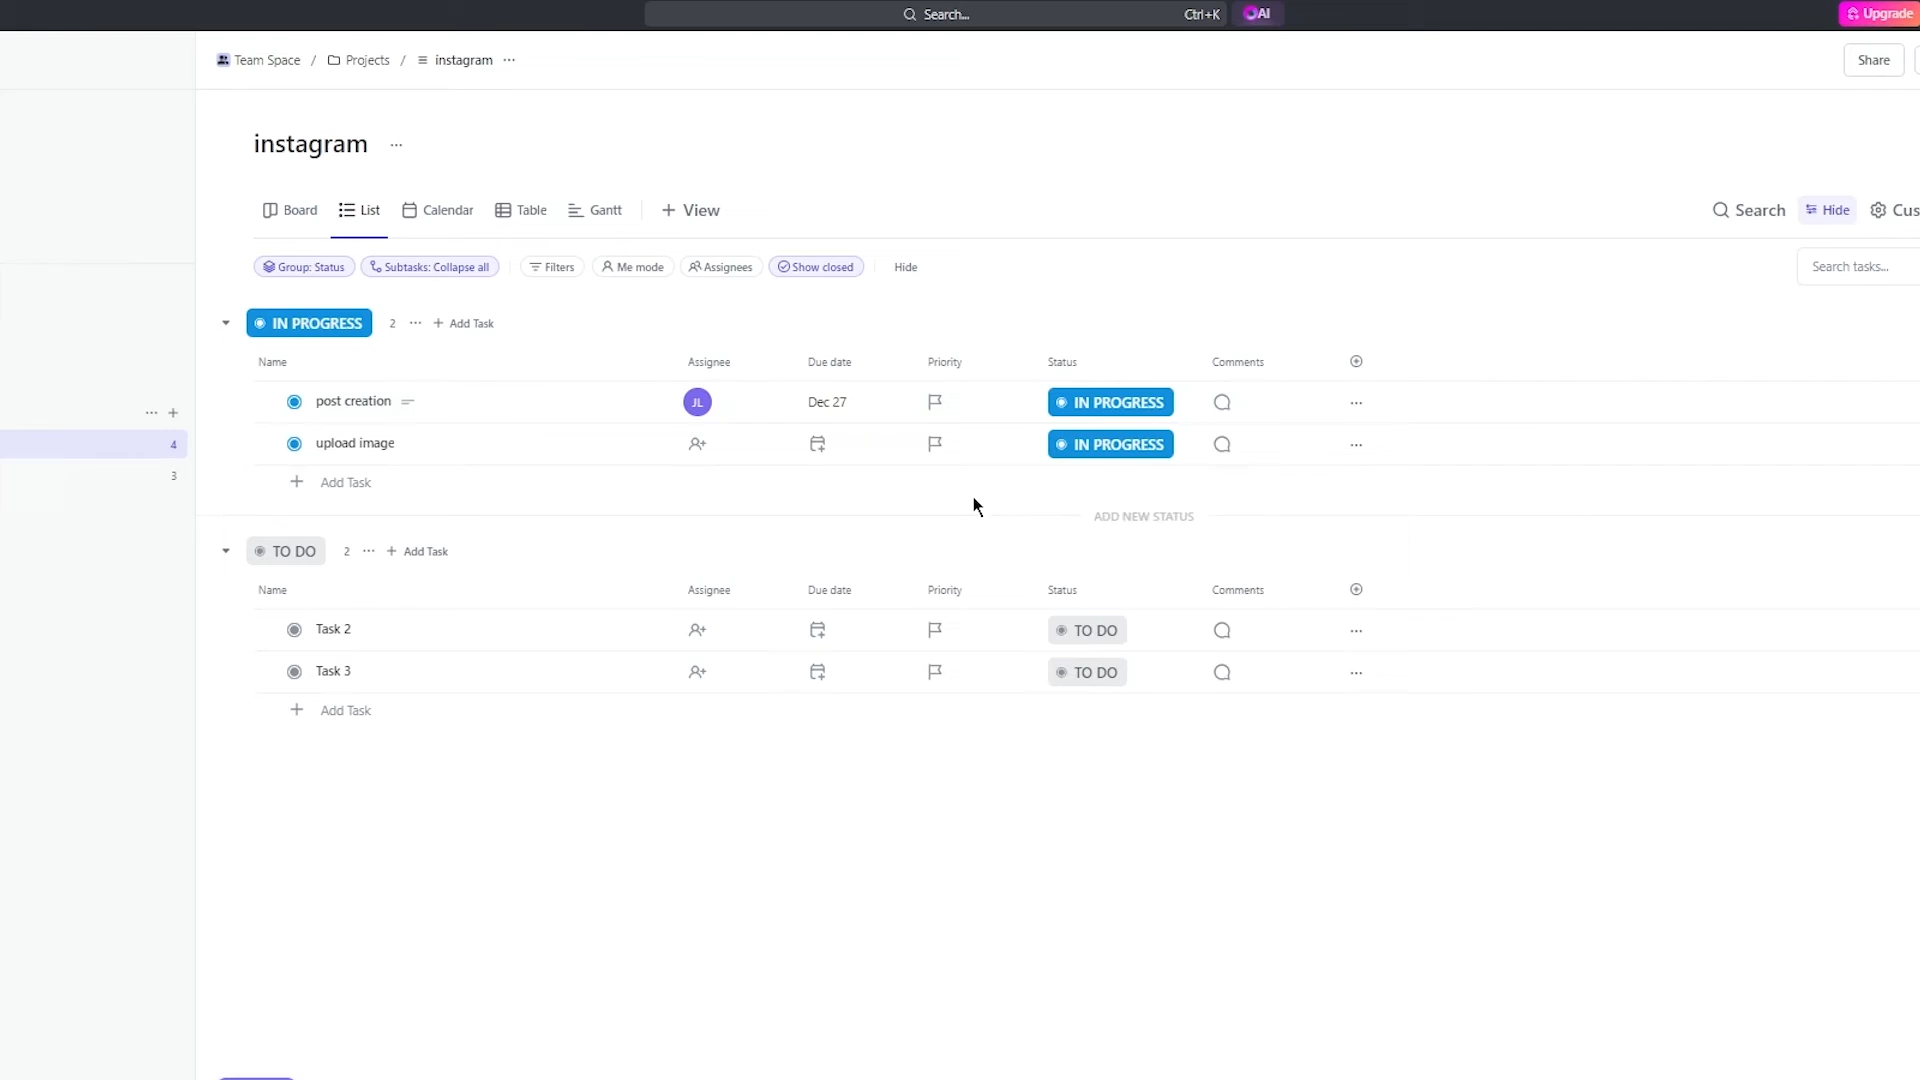 Search... Ctrl+K AI Upgrade
Team Space / Projects / instagram ... Share
instagram ...
Board List Calendar Table Gantt + View Search Hide Cus
Group: Status Subtasks: Collapse all Filters Me mode Assignees Show closed Hide Search tasks...
IN PROGRESS 2 ... + Add Task
Name Assignee Due date Priority Status Comments
post creation JL Dec 27 IN PROGRESS ...
... +
upload image IN PROGRESS ...
4
+ Add Task
3
ADD NEW STATUS
TO DO 2 ... + Add Task
Name Assignee Due date Priority Status Comments
Task 2 TO DO ...
Task 3 TO DO ...
+ Add Task